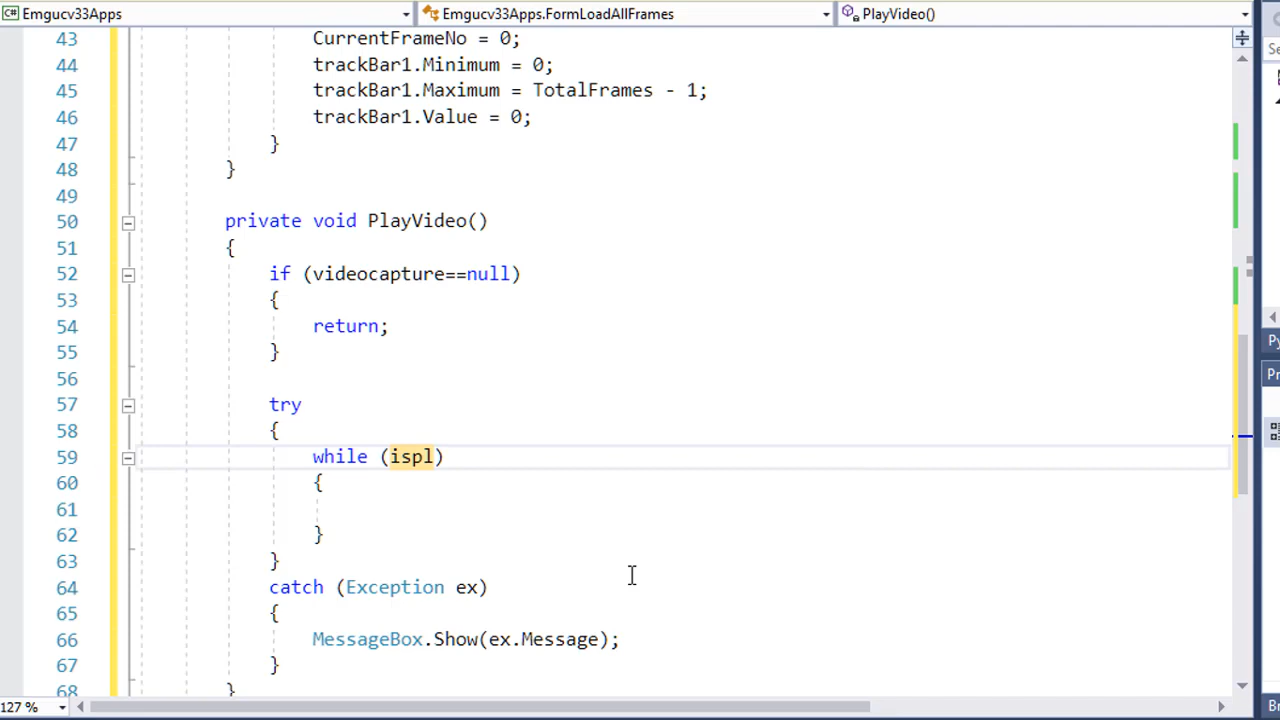 Emgucv33Apps Emgucv33Apps.FormLoadAllFrames PlayVideo()
43 CurrentFrameNo = 0;
44 trackBar1.Minimum = 0;
45 trackBar1.Maximum = TotalFrames - 1;
46 trackBar1.Value = 0;
47 }
48 }
49
50 private void PlayVideo()
51 {
52 if (videocapture==null)
53 {
54 return;
55 }
56
57 try
58 {
59 while (ispl)
60 {
61
62 }
63 }
64 catch (Exception ex)
65 {
66 MessageBox.Show(ex.Message);
67 }
68 }
127 %